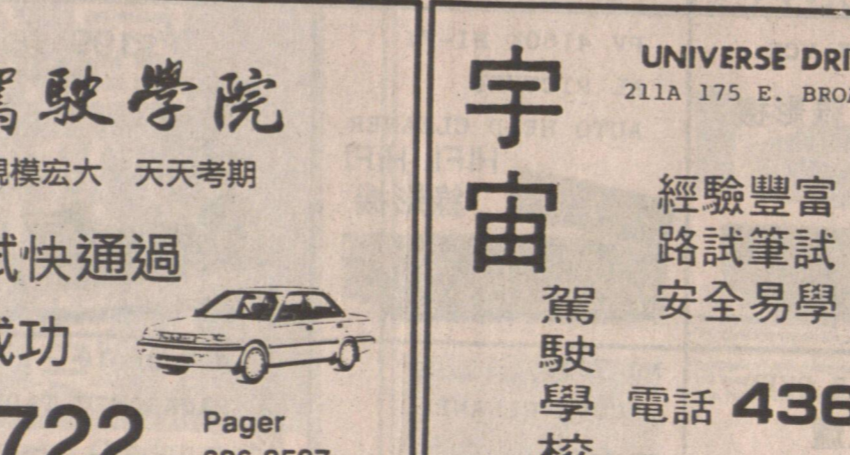 駕駛學院
規模宏大 天天考期
試快通過
成功
722
Pager
宇宙
駕駛學校
UNIVERSE DRI
211A 175 E. BROA
經驗豐富
路試筆試
安全易學
電話 436